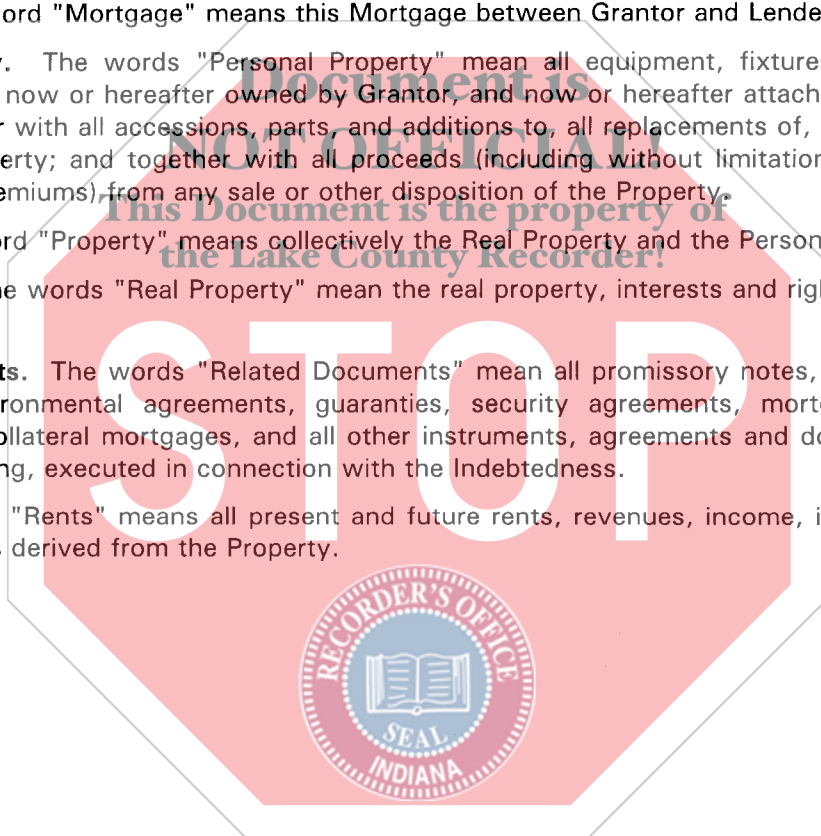 ord "Mortgage" means this Mortgage between Grantor and Lende
y. The words "Personal Property" mean all equipment, fixture
now or hereafter owned by Grantor, and now or hereafter attach
r with all accessions, parts, and additions to, all replacements of,
erty; and together with all proceeds (including without limitation
emiums) from any sale or other disposition of the Property.
ord "Property" means collectively the Real Property and the Person
e words "Real Property" mean the real property, interests and righ
ts. The words "Related Documents" mean all promissory notes,
ronmental agreements, guaranties, security agreements, mort
ollateral mortgages, and all other instruments, agreements and do
ng, executed in connection with the Indebtedness.
"Rents" means all present and future rents, revenues, income, i
s derived from the Property.
Document is
NOT OFFICIAL!
This Document is the property of
the Lake County Recorder!
STOP
RECORDER'S OFFICE
SEAL
INDIANA